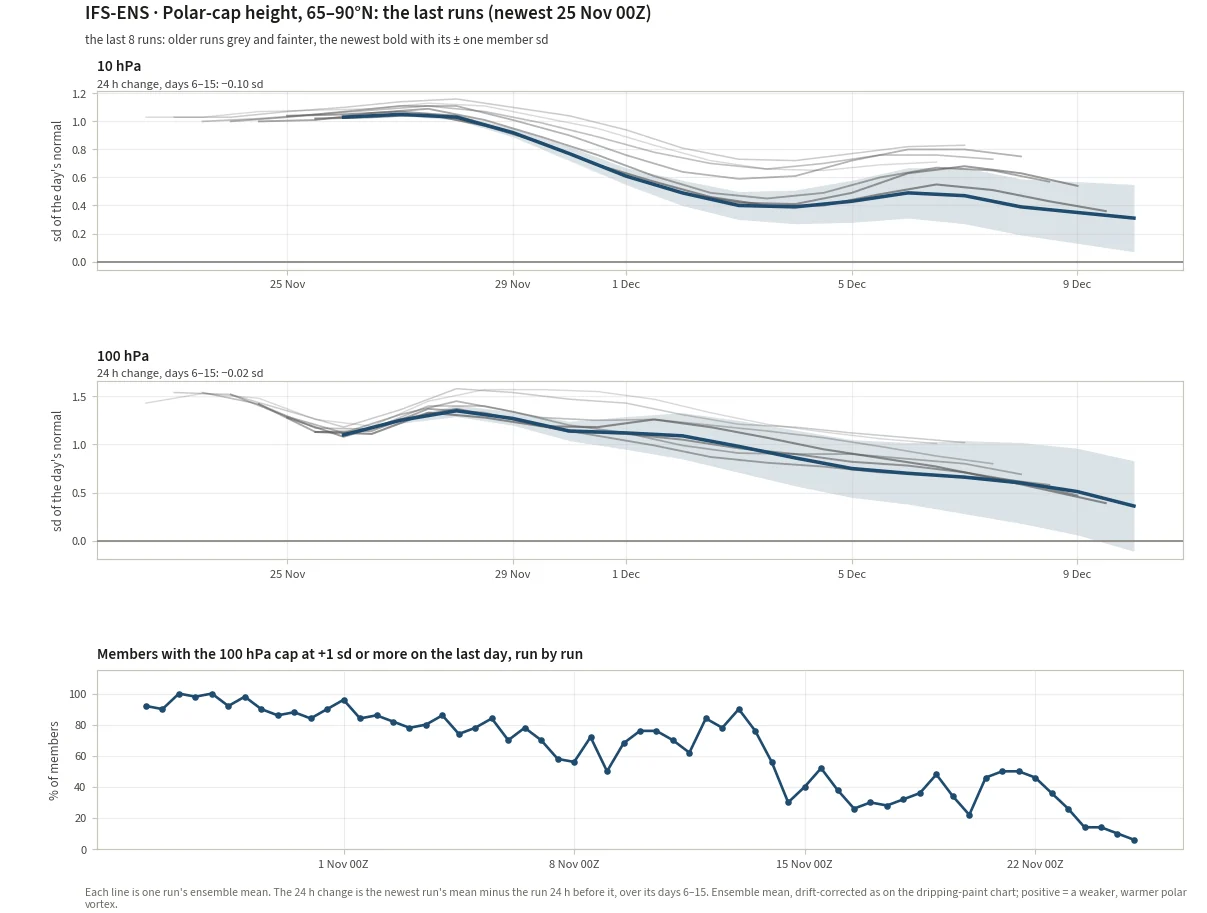 IFS-ENS · Polar-cap height, 65–90°N: the last runs (newest 25 Nov 00Z)
the last 8 runs: older runs grey and fainter, the newest bold with its ± one member sd
10 hPa
24 h change, days 6–15: −0.10 sd
sd of the day's normal
1.2
1.0
0.8
0.6
0.4
0.2
0.0
25 Nov
29 Nov
1 Dec
5 Dec
9 Dec
100 hPa
24 h change, days 6–15: −0.02 sd
sd of the day's normal
1.5
1.0
0.5
0.0
25 Nov
29 Nov
1 Dec
5 Dec
9 Dec
Members with the 100 hPa cap at +1 sd or more on the last day, run by run
% of members
100
80
60
40
20
0
1 Nov 00Z
8 Nov 00Z
15 Nov 00Z
22 Nov 00Z
Each line is one run's ensemble mean. The 24 h change is the newest run's mean minus the run 24 h before it, over its days 6–15. Ensemble mean, drift-corrected as on the dripping-paint chart; positive = a weaker, warmer polar
vortex.